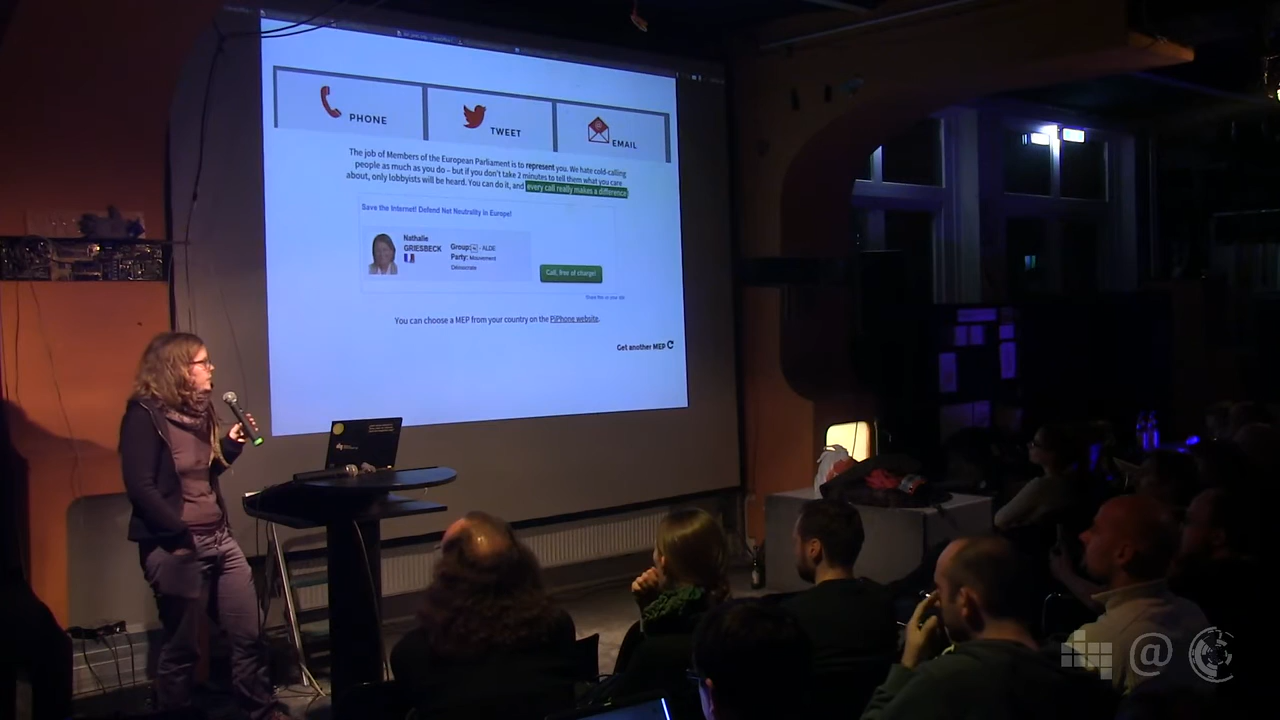 PHONE
TWEET
EMAIL
The job of Members of the European Parliament is to represent you. We hate cold-calling
people as much as you do – but if you don't take 2 minutes to tell them what you care
about, only lobbyists will be heard. You can do it, and every call really makes a difference
Save the Internet! Defend Net Neutrality in Europe!
Nathalie
GRIESBECK
Group: - ALDE
Party: Mouvement
Démocrate
Call, free of charge!
You can choose a MEP from your country on the PiPhone website.
Get another MEP
@